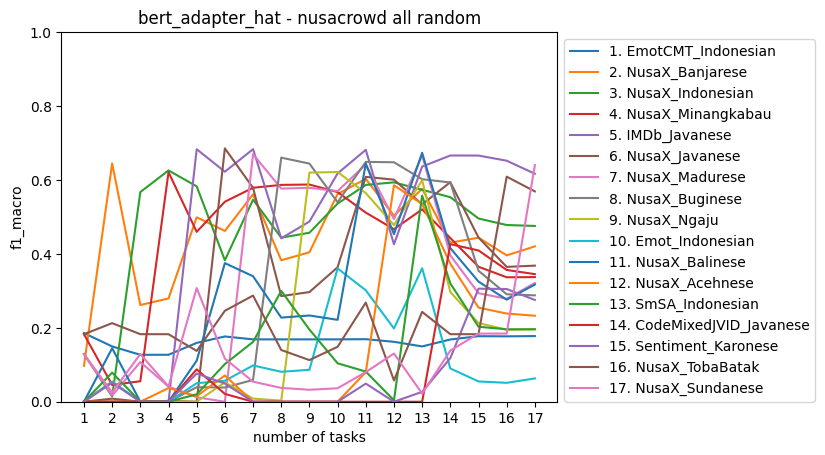 bert_adapter_hat - nusacrowd all random
f1_macro
1.0
0.8
0.6
0.4
0.2
0.0
1 2 3 4 5 6 7 8 9 10 11 12 13 14 15 16 17
number of tasks
1. EmotCMT_Indonesian
2. NusaX_Banjarese
3. NusaX_Indonesian
4. NusaX_Minangkabau
5. IMDb_Javanese
6. NusaX_Javanese
7. NusaX_Madurese
8. NusaX_Buginese
9. NusaX_Ngaju
10. Emot_Indonesian
11. NusaX_Balinese
12. NusaX_Acehnese
13. SmSA_Indonesian
14. CodeMixedJVID_Javanese
15. Sentiment_Karonese
16. NusaX_TobaBatak
17. NusaX_Sundanese